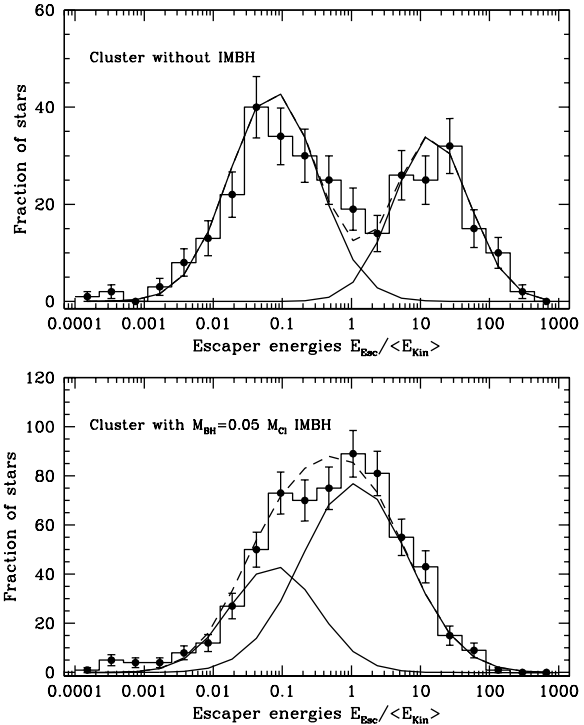 60
Cluster without IMBH
40
Fraction of stars
20
0
0.0001 0.001 0.01 0.1 1 10 100 1000
Escaper energies E_Esc/<E_Kin>
120
Cluster with M_BH=0.05 M_Cl IMBH
100
80
Fraction of stars
60
40
20
0
0.0001 0.001 0.01 0.1 1 10 100 1000
Escaper energies E_Esc/<E_Kin>